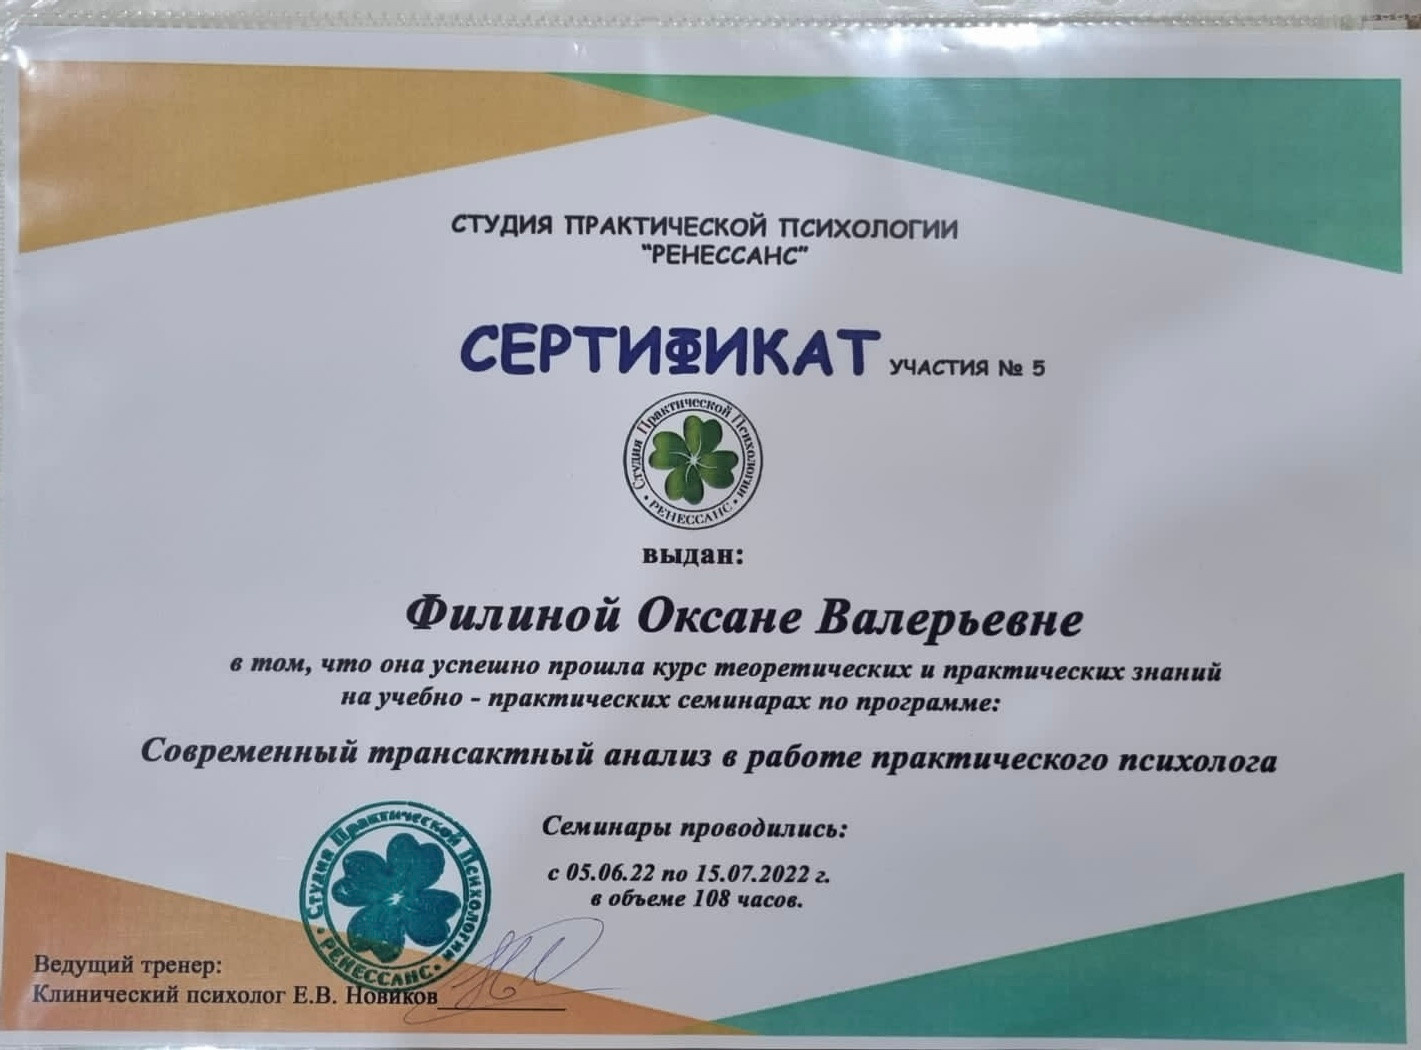 СТУДИЯ ПРАКТИЧЕСКОЙ ПСИХОЛОГИИ
"РЕНЕССАНС"
СЕРТИФИКАТ УЧАСТИЯ № 5
Студия Практической Психологии
• РЕНЕССАНС •
выдан:
Филиной Оксане Валерьевне
в том, что она успешно прошла курс теоретических и практических знаний
на учебно - практических семинарах по программе:
Современный трансактный анализ в работе практического психолога
Семинары проводились:
с 05.06.22 по 15.07.2022 г.
в объеме 108 часов.
Студия Практической Психологии
• РЕНЕССАНС •
Ведущий тренер:
Клинический психолог Е.В. Новиков